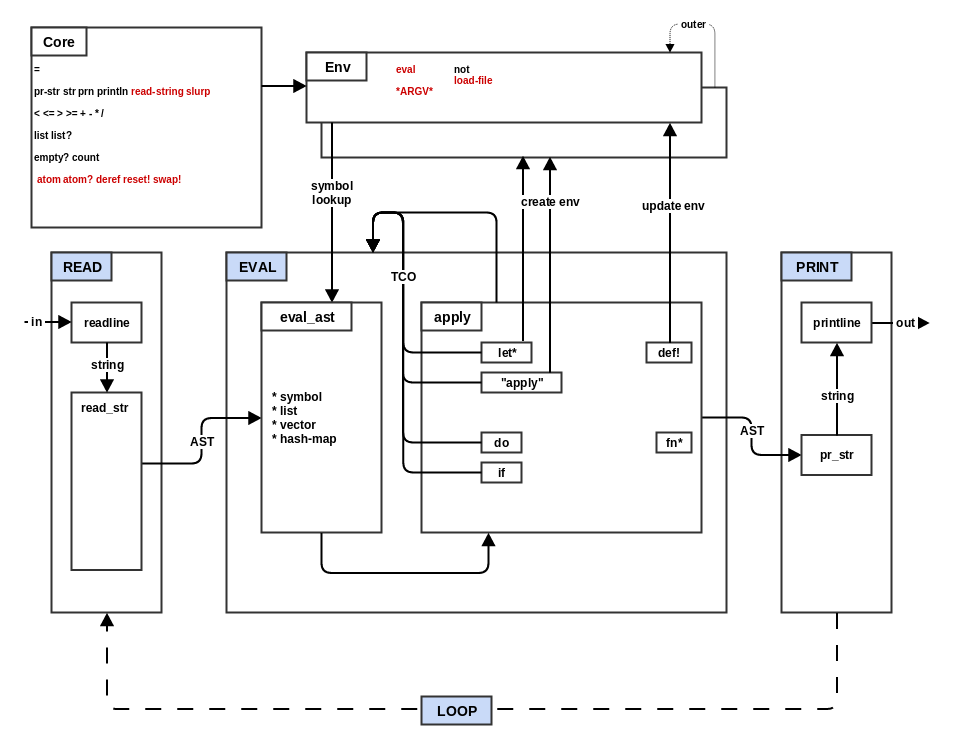 outer
Core
=
pr-str str prn println read-string slurp
< <= > >= + - * /
list list?
empty? count
atom atom? deref reset! swap!
Env
eval not
load-file
*ARGV*
symbol
lookup
create env
update env
READ
in
readline
string
read_str
AST
EVAL
TCO
eval_ast
* symbol
* list
* vector
* hash-map
apply
let*
"apply"
do
if
def!
fn*
AST
PRINT
printline
out
string
pr_str
LOOP